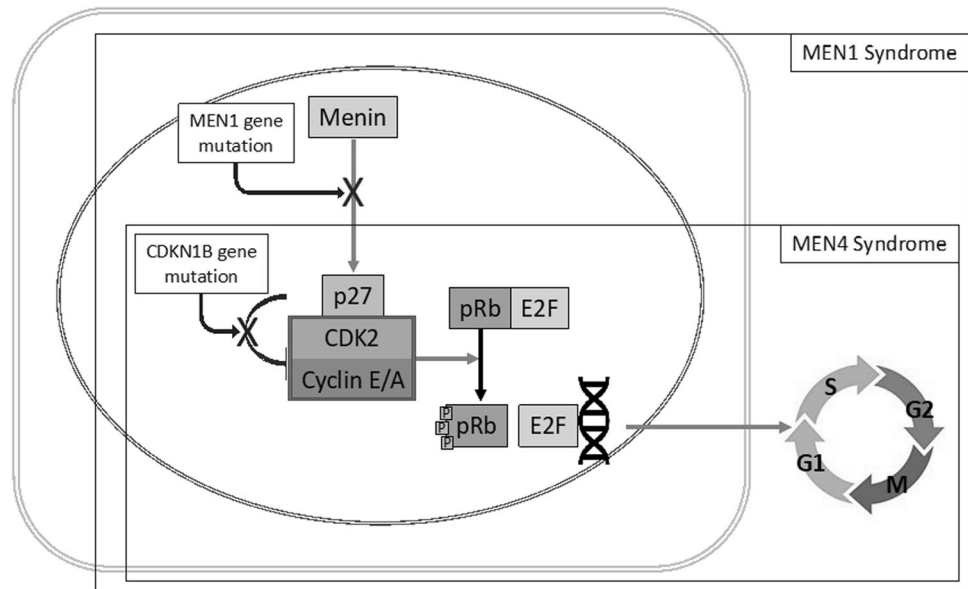 MEN1 Syndrome
MEN1 gene
mutation
Menin
X
MEN4 Syndrome
CDKN1B gene
mutation
X
p27
CDK2
Cyclin E/A
pRb
E2F
P
P
P
pRb
E2F
S
G2
G1
M